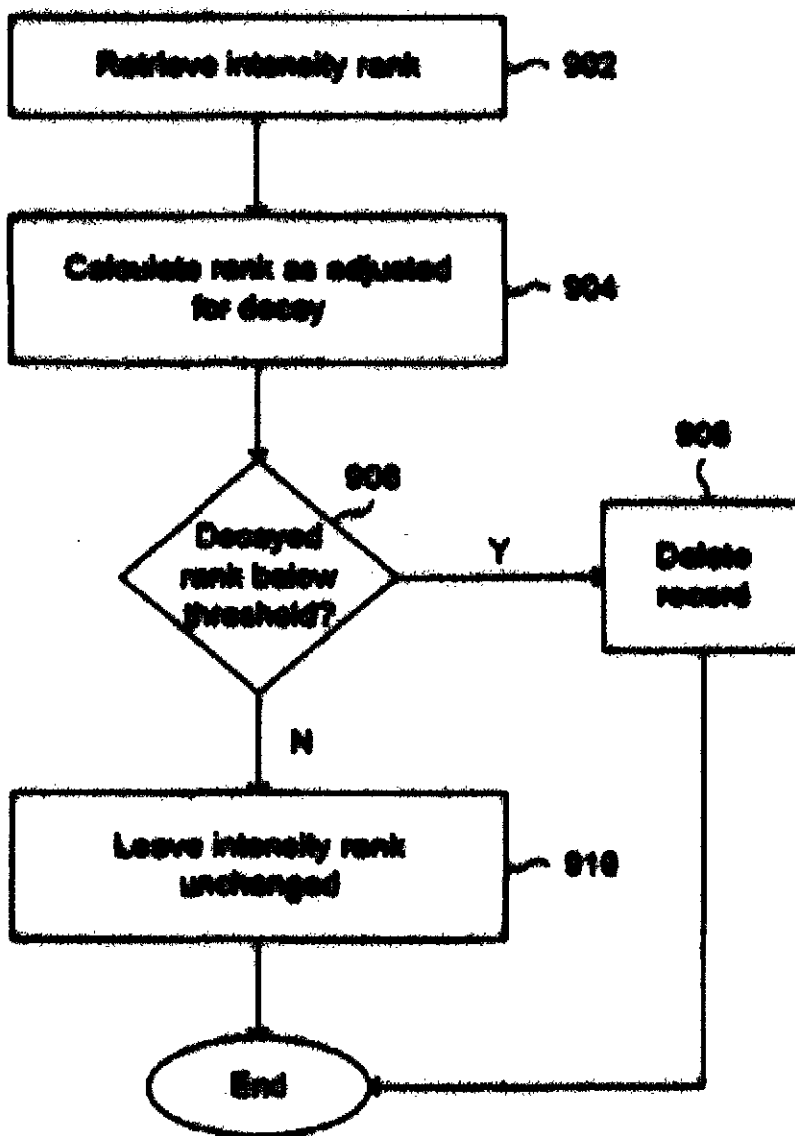 Retrieve intensity rank
902
Calculate rank as adjusted
for decay
904
906
Decayed
rank below
threshold?
Y
908
Delete
record
N
Leave intensity rank
unchanged
910
End